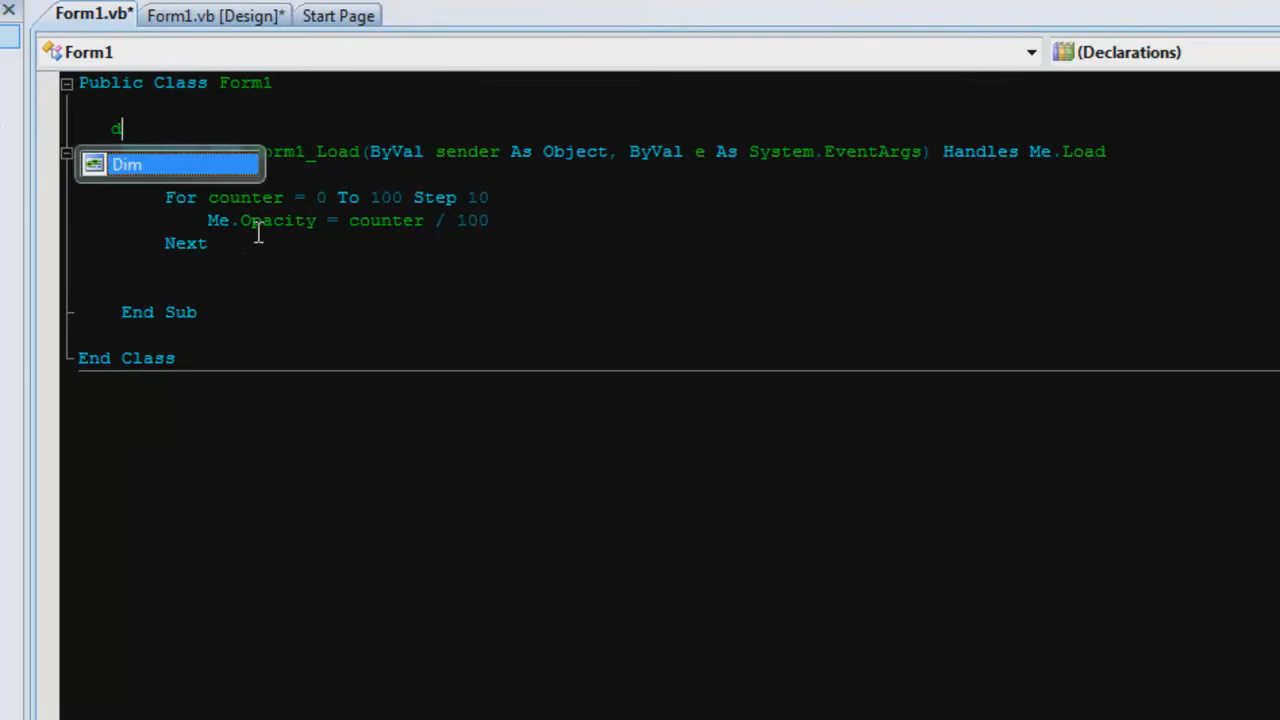 Form1.vb* Form1.vb [Design]* Start Page
Form1 (Declarations)
Public Class Form1
d
Dim
orm1_Load(ByVal sender As Object, ByVal e As System.EventArgs) Handles Me.Load
For counter = 0 To 100 Step 10
Me.Opacity = counter / 100
Next
End Sub
End Class